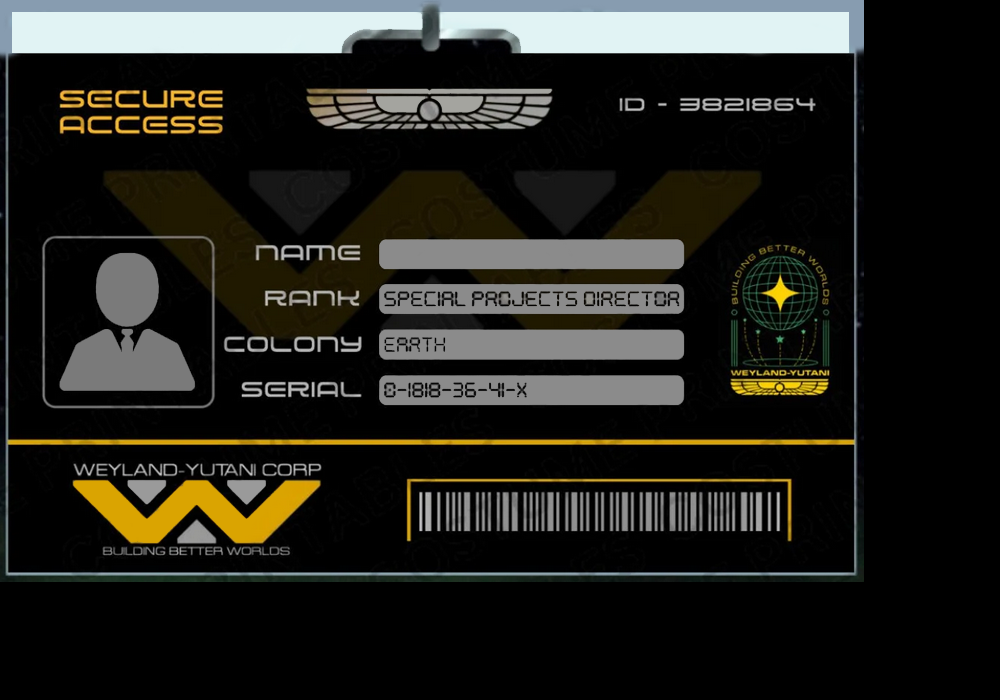 SECURE
ACCESS
ID - 3821864
NAME
RANK SPECIAL PROJECTS DIRECTOR
COLONY EARTH
SERIAL 0-1818-36-41-X
BUILDING BETTER WORLDS
WEYLAND-YUTANI
WEYLAND-YUTANI CORP
BUILDING BETTER WORLDS